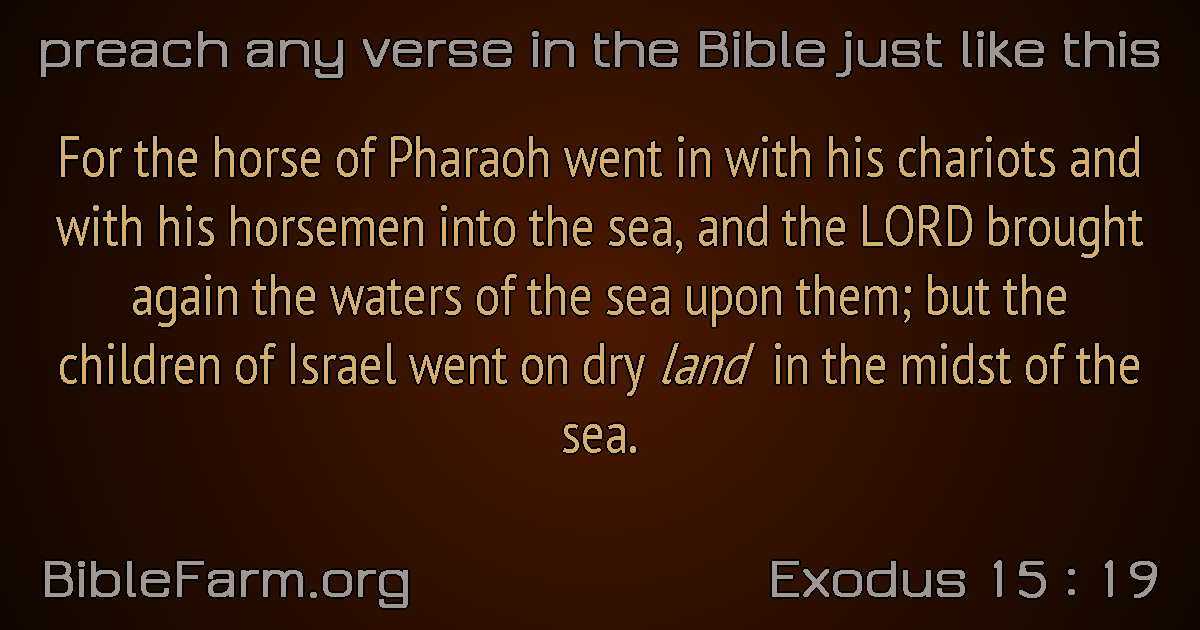 preach any verse in the Bible just like this
For the horse of Pharaoh went in with his chariots and
with his horsemen into the sea, and the LORD brought
again the waters of the sea upon them; but the
children of Israel went on dry land in the midst of the
sea.
BibleFarm.org
Exodus 15 : 19